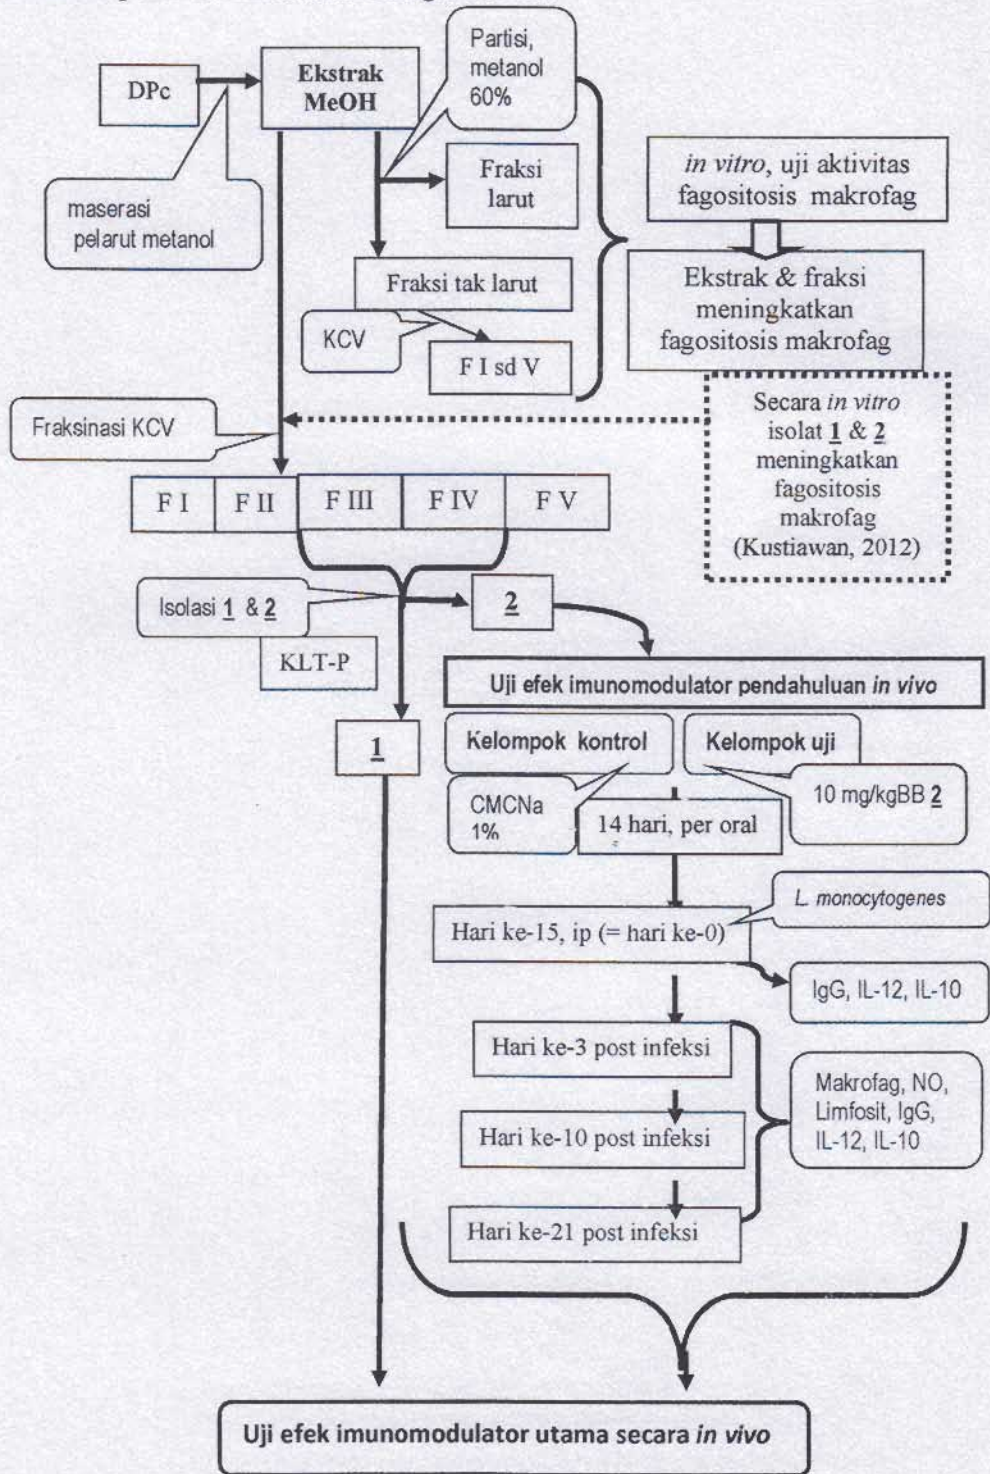 Partisi,
metanol
60%
DPc
Ekstrak
MeOH
maserasi
pelarut metanol
Fraksi
larut
Fraksi tak larut
KCV
F I sd V
in vitro, uji aktivitas
fagositosis makrofag
Ekstrak & fraksi
meningkatkan
fagositosis makrofag
Secara in vitro
isolat 1 & 2
meningkatkan
fagositosis
makrofag
(Kustiawan, 2012)
Fraksinasi KCV
F I
F II
F III
F IV
F V
Isolasi 1 & 2
KLT-P
2
1
Uji efek imunomodulator pendahuluan in vivo
Kelompok kontrol
Kelompok uji
CMCNa
1%
10 mg/kgBB 2
14 hari, per oral
L. monocytogenes
Hari ke-15, ip (= hari ke-0)
IgG, IL-12, IL-10
Hari ke-3 post infeksi
Hari ke-10 post infeksi
Hari ke-21 post infeksi
Makrofag, NO,
Limfosit, IgG,
IL-12, IL-10
Uji efek imunomodulator utama secara in vivo